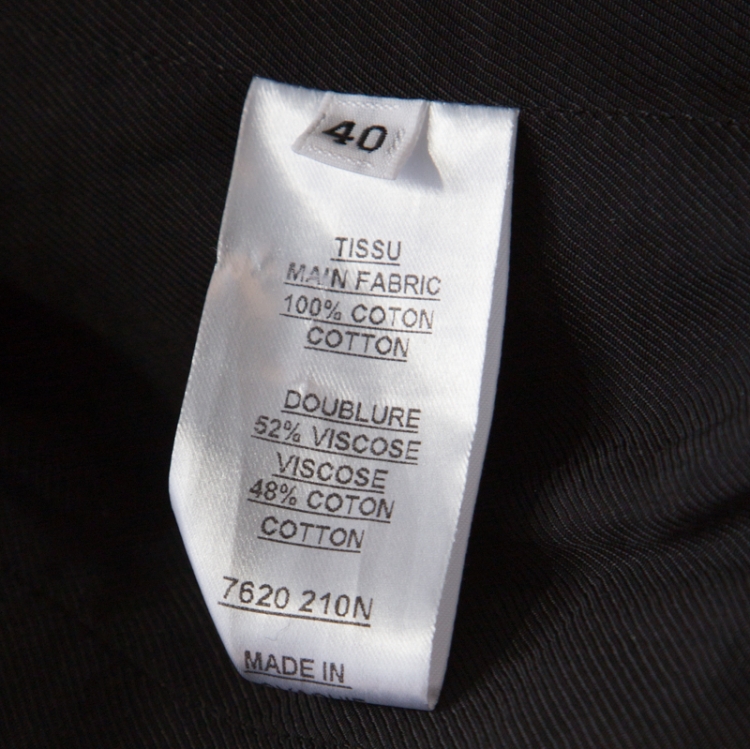 40
TISSU
MAIN FABRIC
100% COTON
COTTON
DOUBLURE
52% VISCOSE
VISCOSE
48% COTON
COTTON
7620 210N
MADE IN